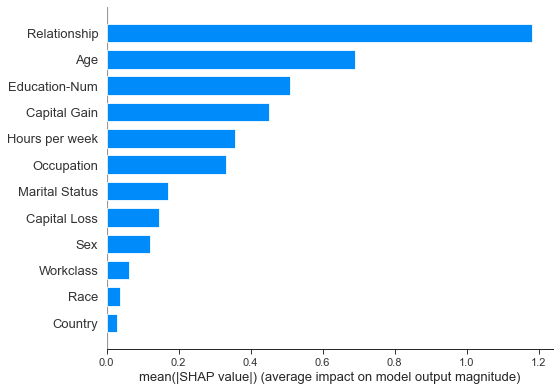 Relationship
Age
Education-Num
Capital Gain
Hours per week
Occupation
Marital Status
Capital Loss
Sex
Workclass
Race
Country
0.0 0.2 0.4 0.6 0.8 1.0 1.2
mean(|SHAP value|) (average impact on model output magnitude)